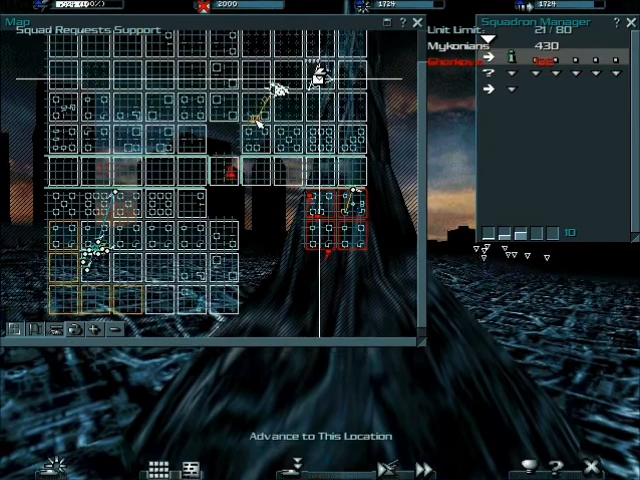 2000
1724
1724
Map
Squad Requests Support
Squadron Manager
Unit Limit: 21 / 80
Mykonians 430
10
Advance to This Location